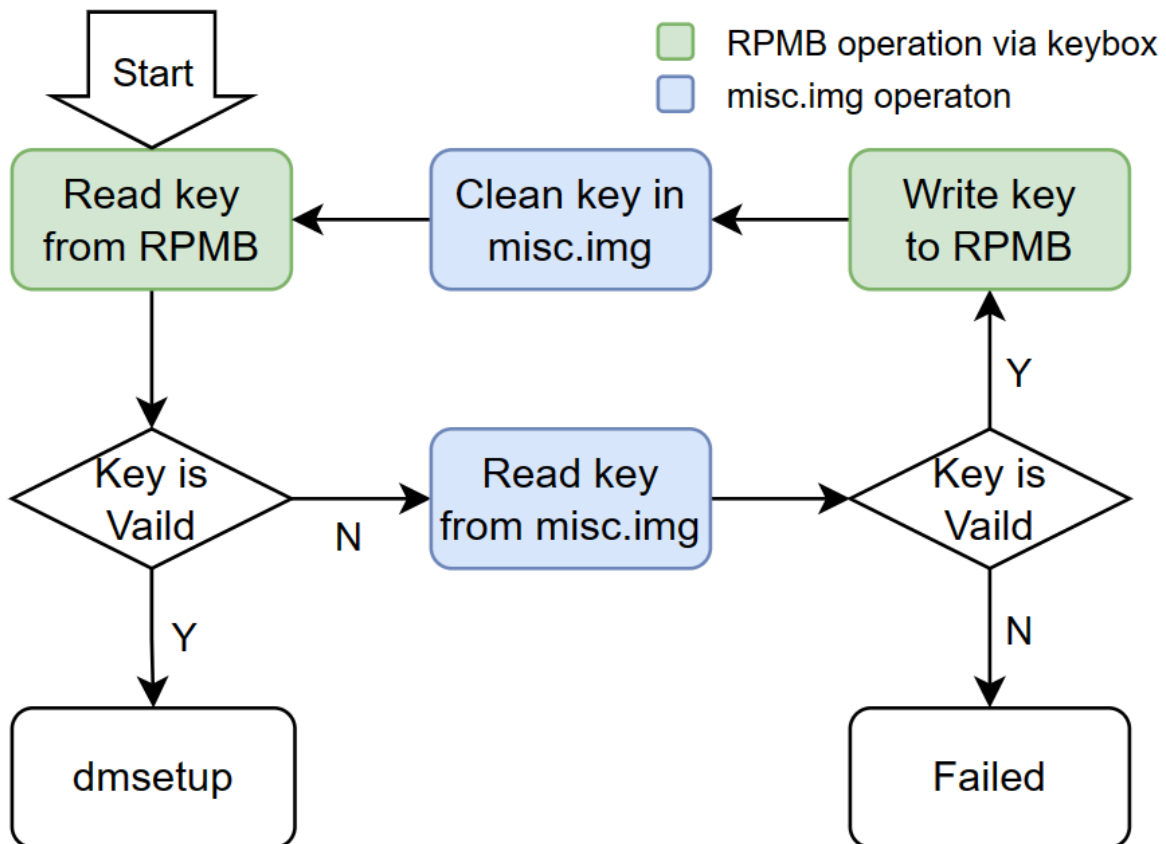 Start
RPMB operation via keybox
misc.img operaton
Read key
from RPMB
Clean key in
misc.img
Write key
to RPMB
Y
Key is
Vaild
N
Read key
from misc.img
Key is
Vaild
Y
N
dmsetup
Failed